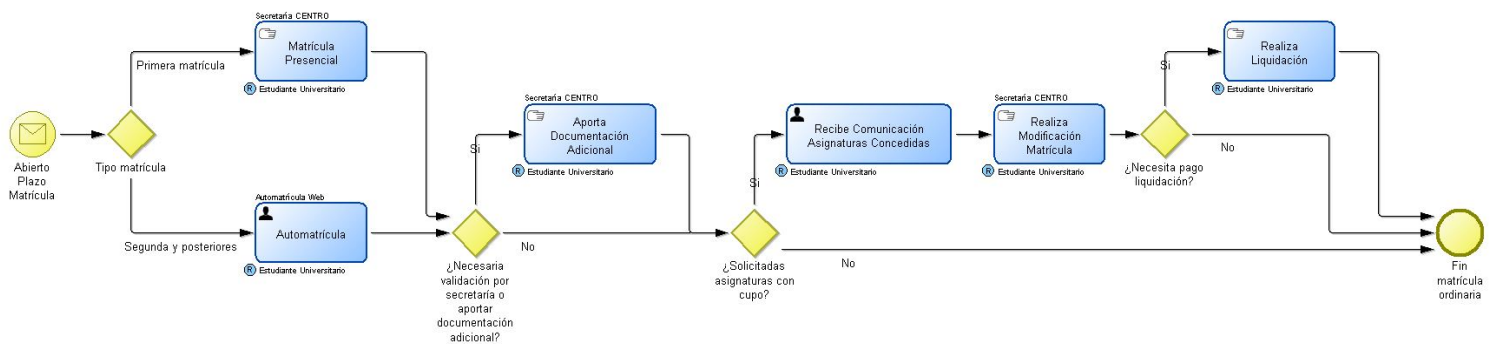 Abierto
Plazo
Matrícula
Tipo matrícula
Primera matrícula
Segunda y posteriores
Secretaría CENTRO
Matrícula
Presencial
R Estudiante Universitario
Automatrícula Web
Automatrícula
R Estudiante Universitario
¿Necesaria
validación por
secretaría o
aportar
documentación
adicional?
Si
No
Secretaría CENTRO
Aporta
Documentación
Adicional
R Estudiante Universitario
¿Solicitadas
asignaturas con
cupo?
Si
No
Recibe Comunicación
Asignaturas Concedidas
R Estudiante Universitario
Secretaría CENTRO
Realiza
Modificación
Matrícula
R Estudiante Universitario
¿Necesita pago
liquidación?
Si
No
Realiza
Liquidación
R Estudiante Universitario
Fin
matrícula
ordinaria